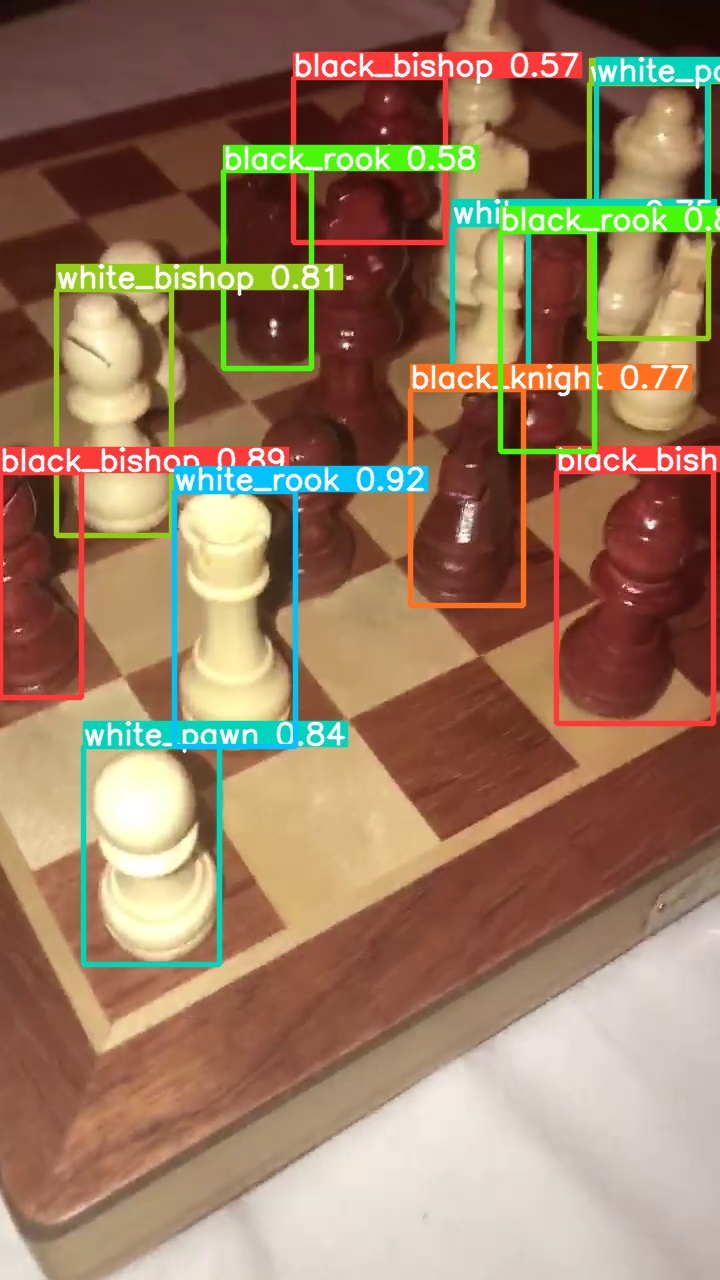 black_bishop 0.57
white_pa
black_rook 0.58
whi
black_rook 0.8
white_bishop 0.81
black_knight 0.77
black_bishop 0.89
black_bish
white_rook 0.92
white_pawn 0.84